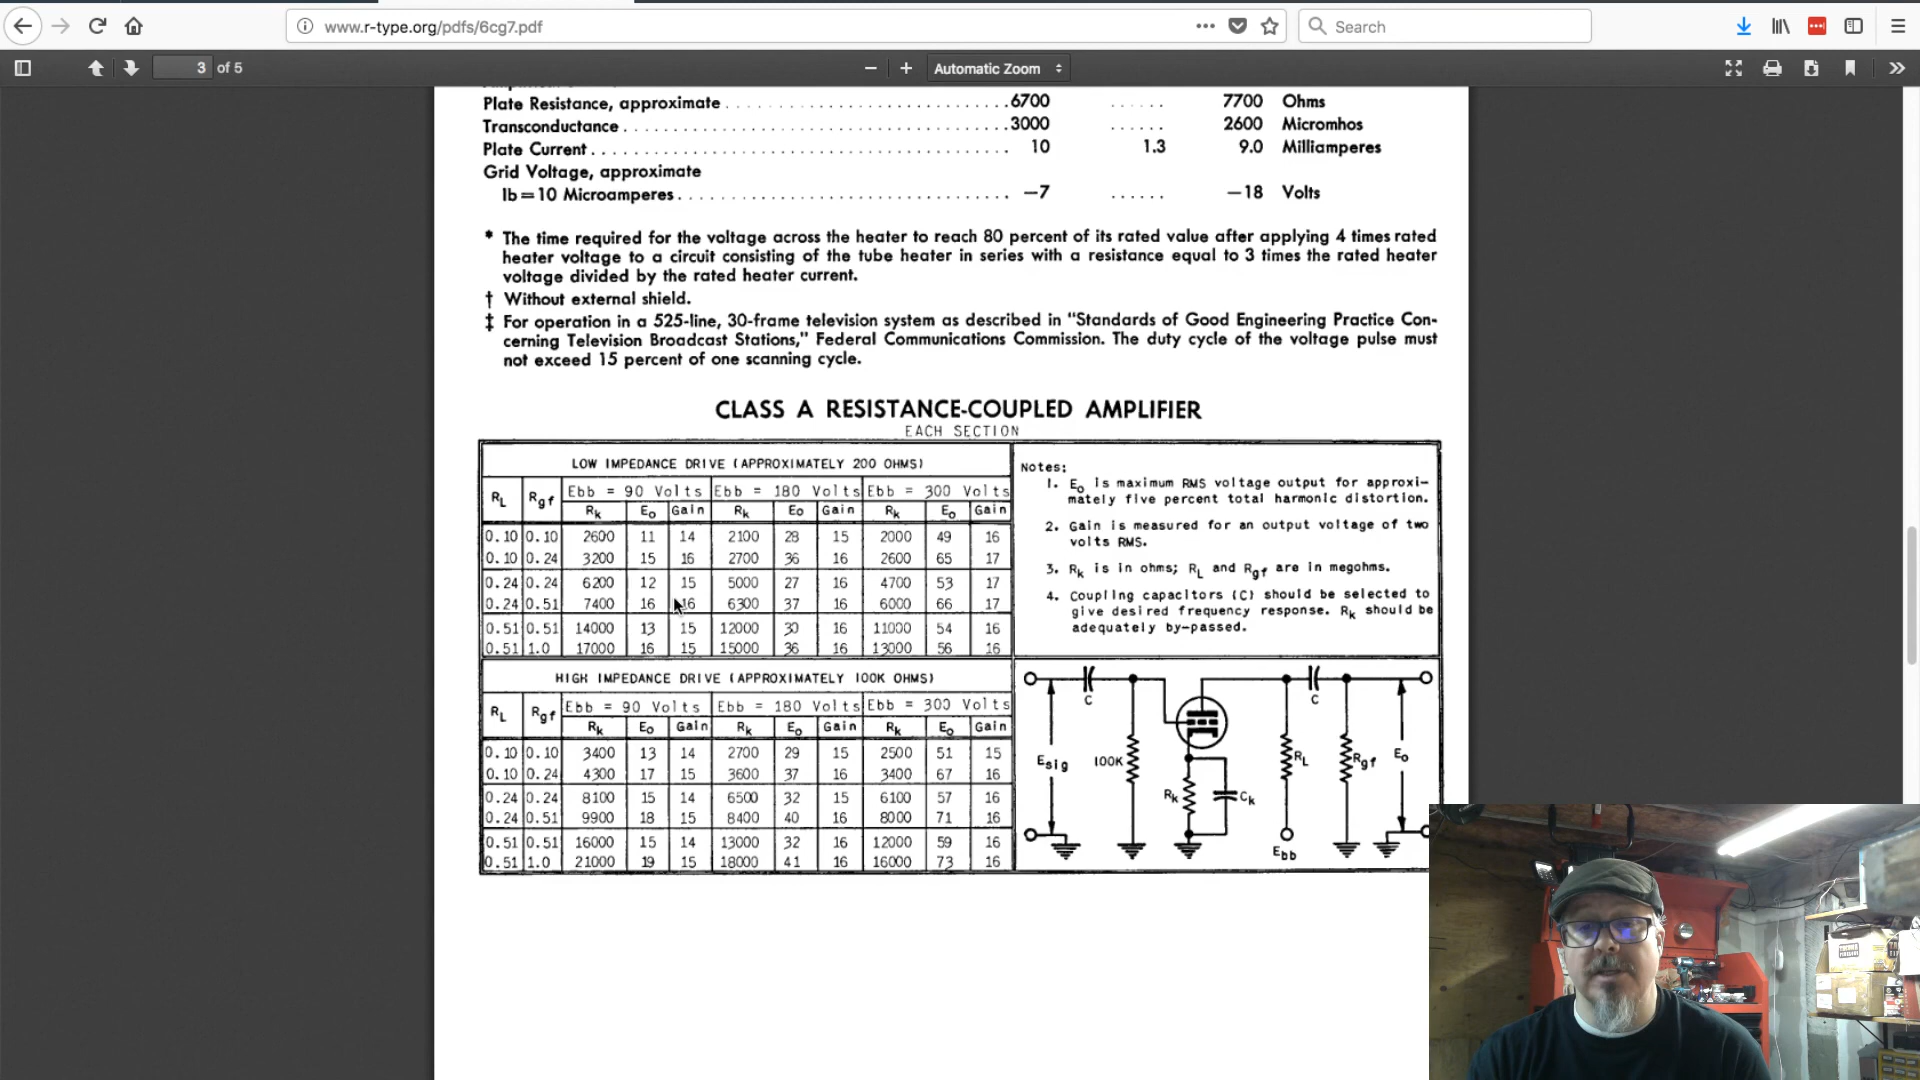 www.r-type.org/pdfs/6cg7.pdf
Search
3 of 5
Automatic Zoom
Plate Resistance, approximate 6700 ...... 7700 Ohms
Transconductance 3000 ...... 2600 Micromhos
Plate Current 10 1.3 9.0 Milliamperes
Grid Voltage, approximate
Ib=10 Microamperes −7 ...... −18 Volts
* The time required for the voltage across the heater to reach 80 percent of its rated value after applying 4 times rated
heater voltage to a circuit consisting of the tube heater in series with a resistance equal to 3 times the rated heater
voltage divided by the rated heater current.
† Without external shield.
‡ For operation in a 525-line, 30-frame television system as described in “Standards of Good Engineering Practice Con-
cerning Television Broadcast Stations,” Federal Communications Commission. The duty cycle of the voltage pulse must
not exceed 15 percent of one scanning cycle.
CLASS A RESISTANCE-COUPLED AMPLIFIER
EACH SECTION
LOW IMPEDANCE DRIVE (APPROXIMATELY 200 OHMS)
RL Rgf Ebb = 90 Volts Ebb = 180 Volts Ebb = 300 Volts
Rk Eo Gain Rk Eo Gain Rk Eo Gain
0.10 0.10 2600 11 14 2100 28 15 2000 49 16
0.10 0.24 3200 15 16 2700 36 16 2600 65 17
0.24 0.24 6200 12 15 5000 27 16 4700 53 17
0.24 0.51 7400 16 16 6300 37 16 6000 66 17
0.51 0.51 14000 13 15 12000 30 16 11000 54 16
0.51 1.0 17000 16 15 15000 36 16 13000 56 16
Notes:
1. Eo is maximum RMS voltage output for approxi-
mately five percent total harmonic distortion.
2. Gain is measured for an output voltage of two
volts RMS.
3. Rk is in ohms; RL and Rgf are in megohms.
4. Coupling capacitors (C) should be selected to
give desired frequency response. Rk should be
adequately by-passed.
HIGH IMPEDANCE DRIVE (APPROXIMATELY 100K OHMS)
RL Rgf Ebb = 90 Volts Ebb = 180 Volts Ebb = 300 Volts
Rk Eo Gain Rk Eo Gain Rk Eo Gain
0.10 0.10 3400 13 14 2700 29 15 2500 51 15
0.10 0.24 4300 17 15 3600 37 16 3400 67 16
0.24 0.24 8100 15 14 6500 32 15 6100 57 16
0.24 0.51 9900 18 15 8400 40 16 8000 71 16
0.51 0.51 16000 15 14 13000 32 16 12000 59 16
0.51 1.0 21000 19 15 18000 41 16 16000 73 16
C C
Esig 100K RL Rgf Eo
Rk Ck
Ebb